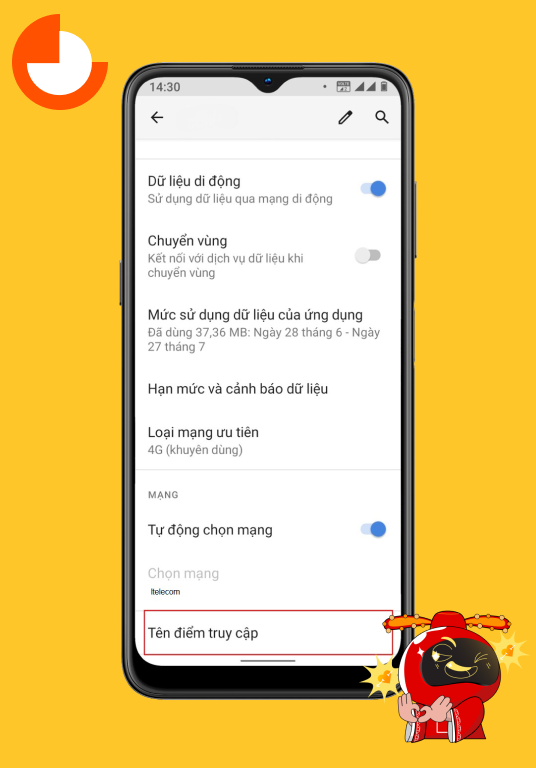 14:30
Dữ liệu di động
Sử dụng dữ liệu qua mạng di động
Chuyển vùng
Kết nối với dịch vụ dữ liệu khi
chuyển vùng
Mức sử dụng dữ liệu của ứng dụng
Đã dùng 37,36 MB: Ngày 28 tháng 6 - Ngày
27 tháng 7
Hạn mức và cảnh báo dữ liệu
Loại mạng ưu tiên
4G (khuyên dùng)
MẠNG
Tự động chọn mạng
Chọn mạng
Itelecom
Tên điểm truy cập